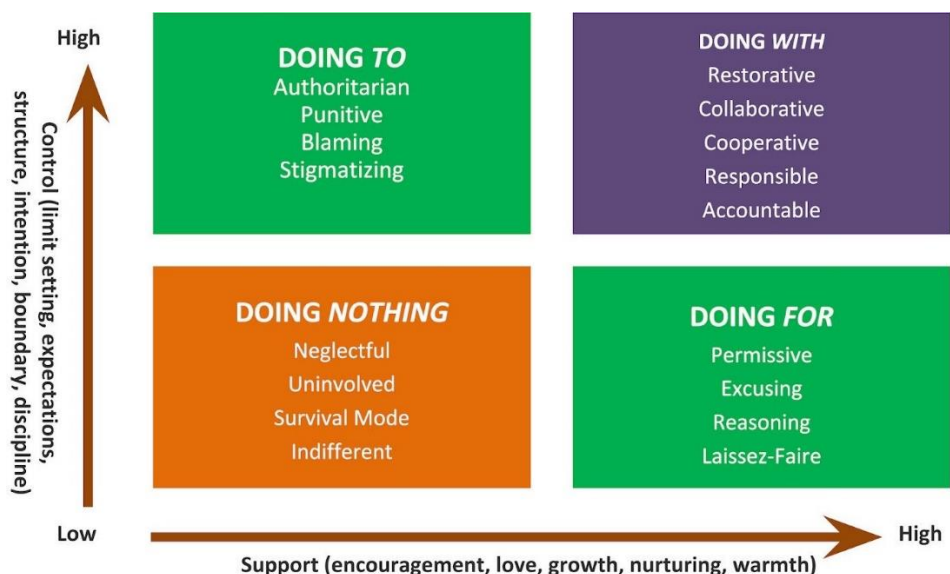 High
Control (limit setting, expectations,
structure, intention, boundary, discipline)
DOING TO
Authoritarian
Punitive
Blaming
Stigmatizing
DOING WITH
Restorative
Collaborative
Cooperative
Responsible
Accountable
DOING NOTHING
Neglectful
Uninvolved
Survival Mode
Indifferent
DOING FOR
Permissive
Excusing
Reasoning
Laissez-Faire
Low
High
Support (encouragement, love, growth, nurturing, warmth)